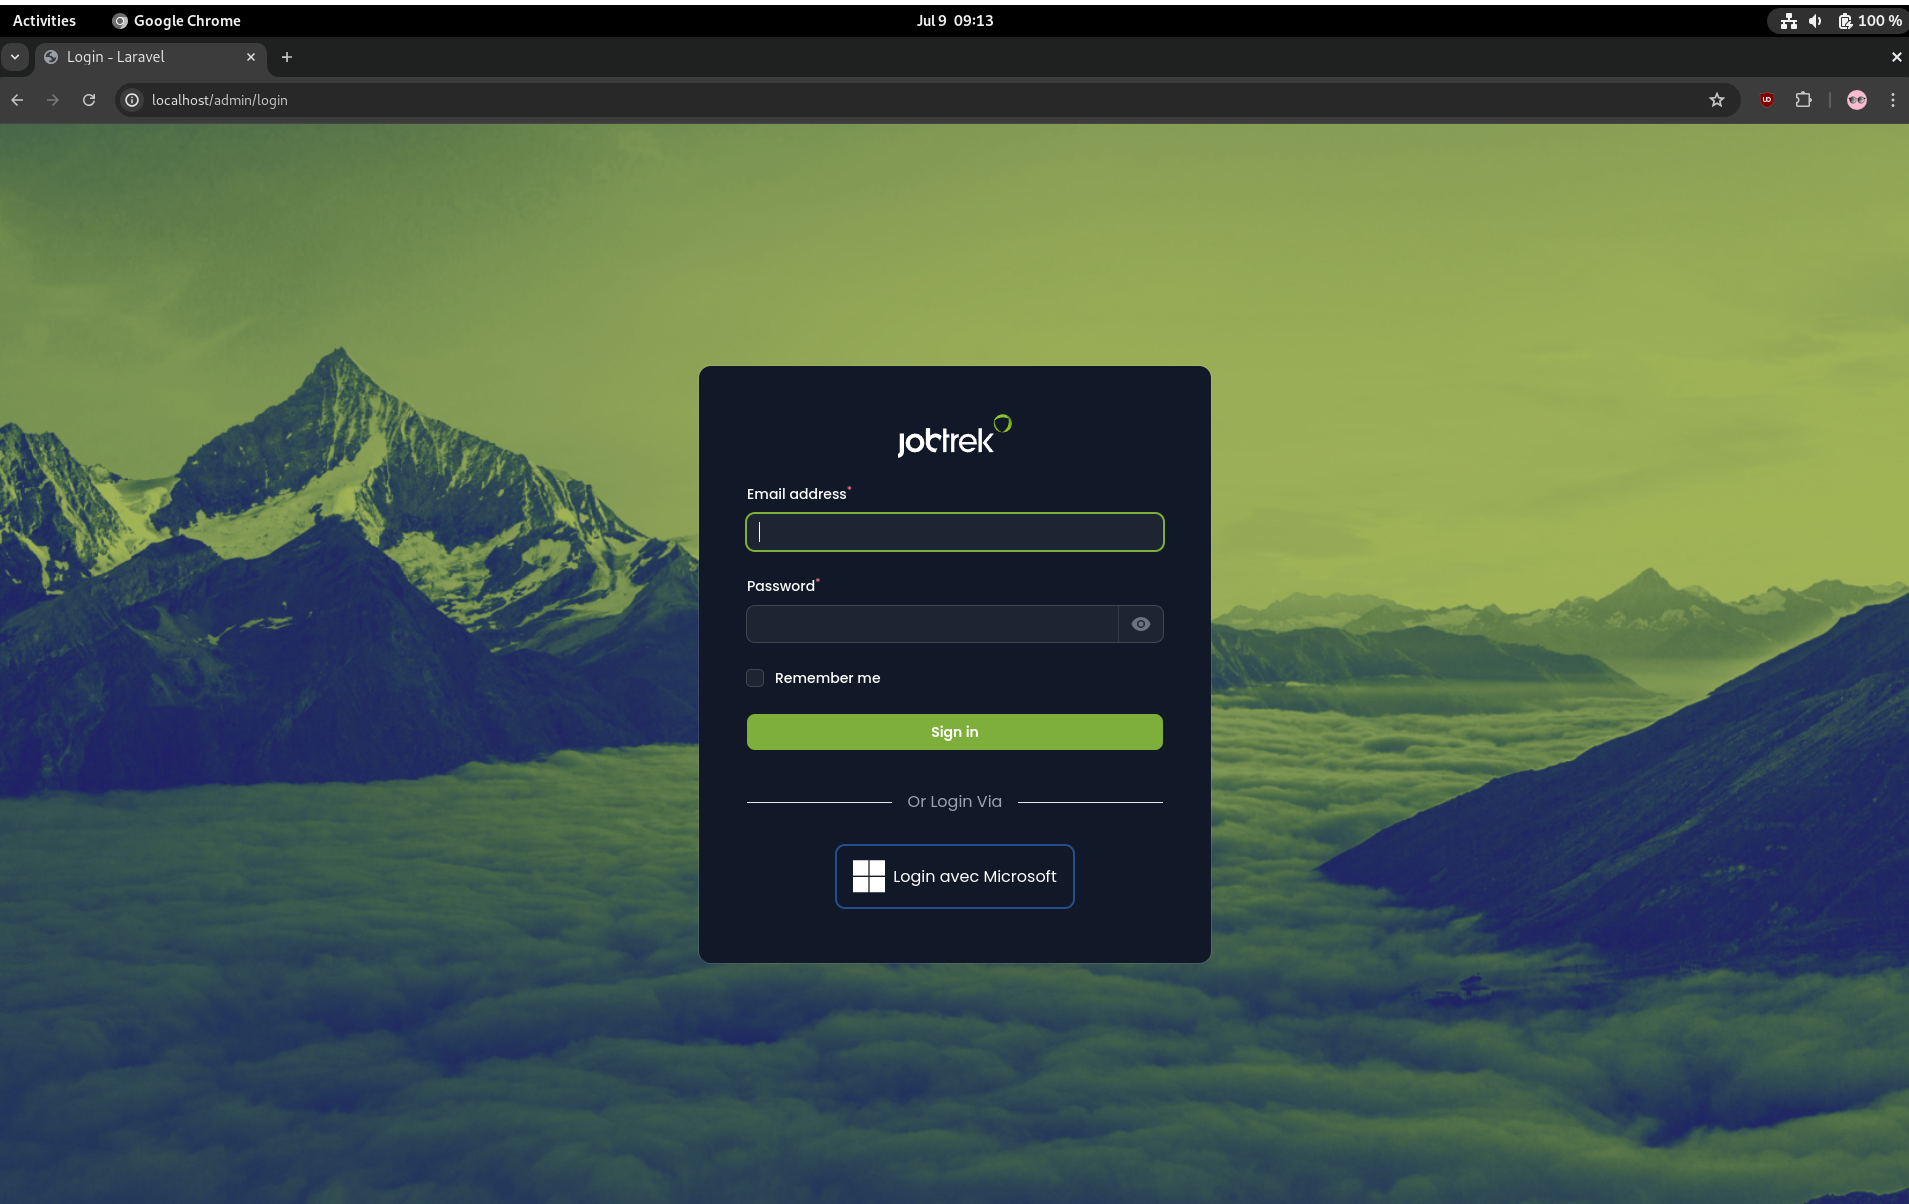 Activities Google Chrome Jul 9 09:13 100 %
Login - Laravel
localhost/admin/login
jobtrek
Email address*
Password*
Remember me
Sign in
Or Login Via
Login avec Microsoft